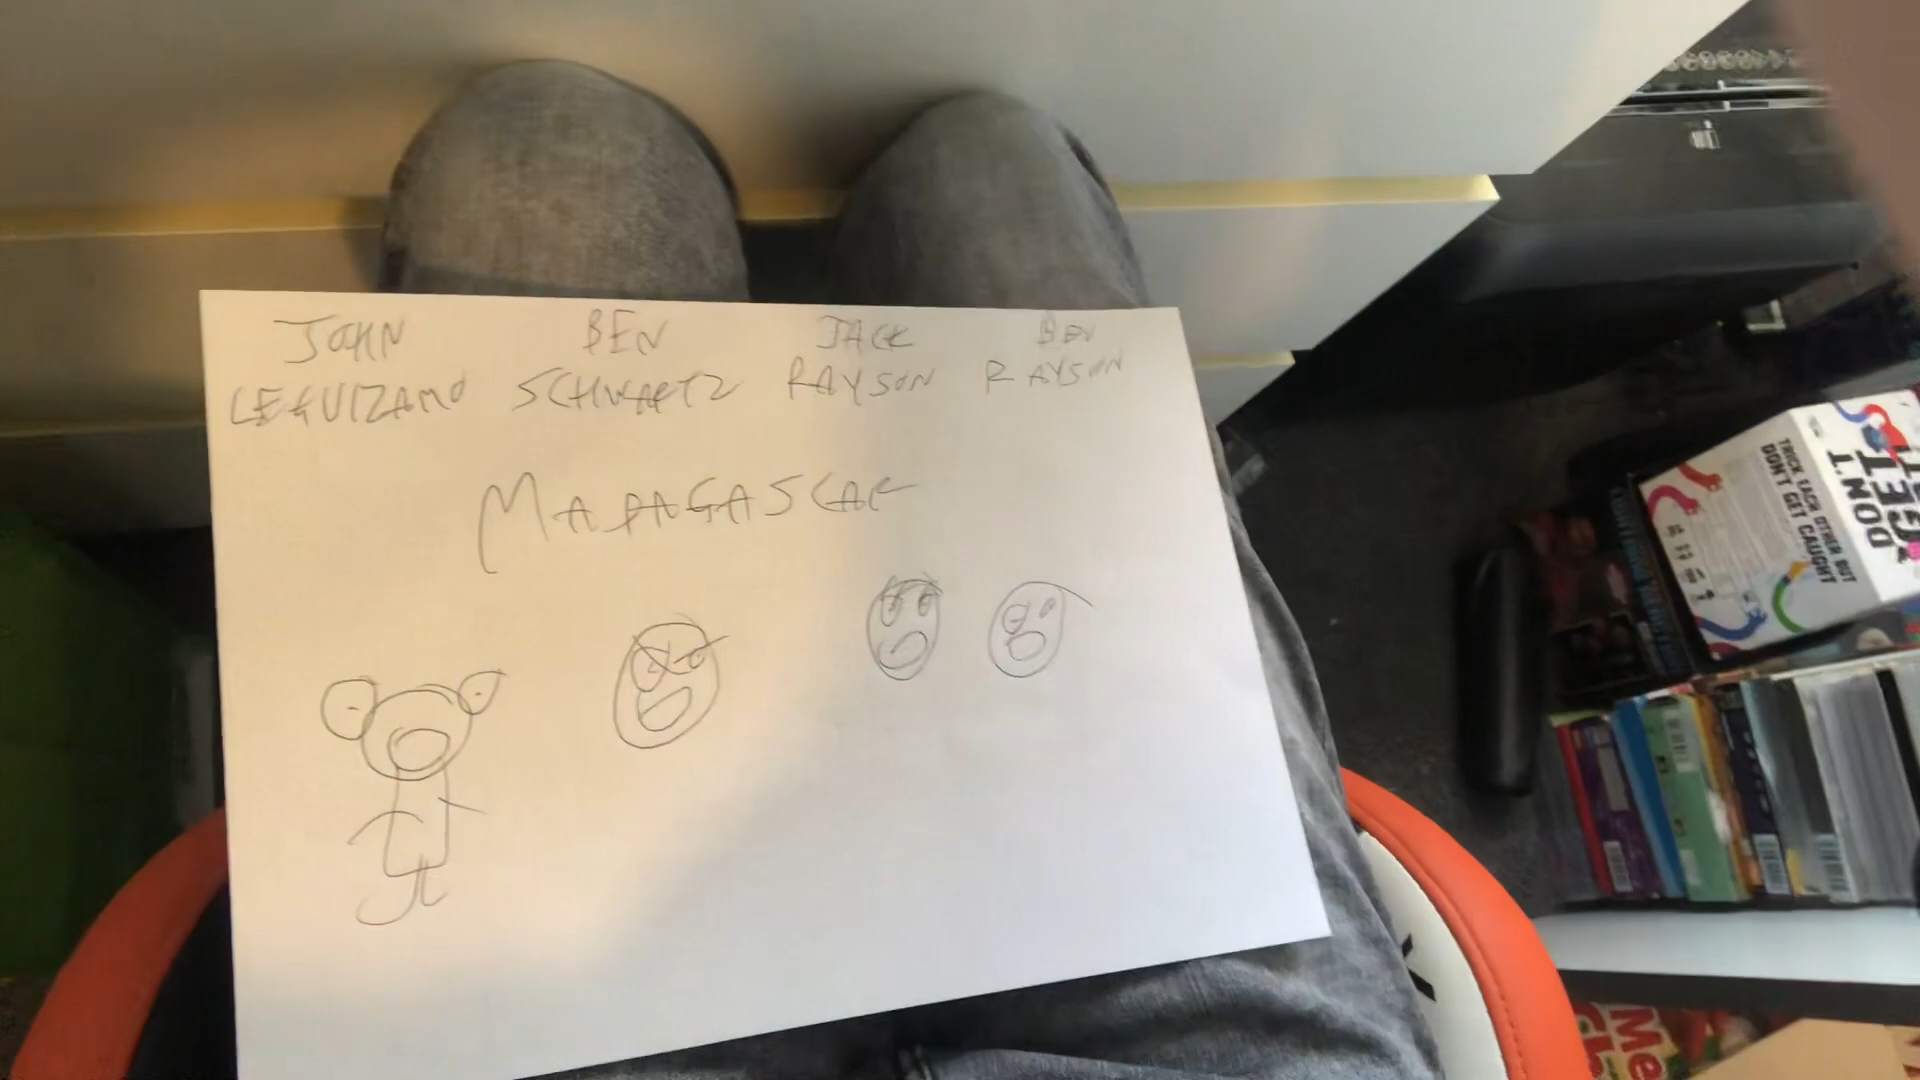 JOHN BEN JACK BEN
LEGUIZAMO SCHWARTZ RAYSON RAYSON
MADAGASCAR
TRICK EACH OTHER BUT
DON'T GET CAUGHT
DON'T
GET